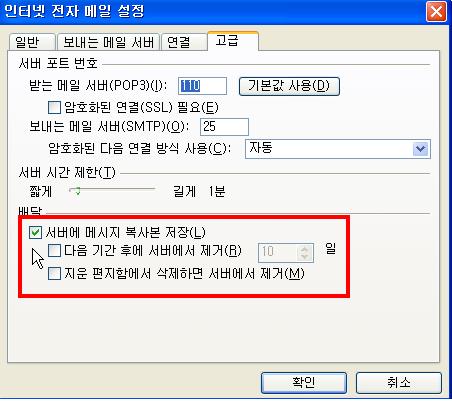 인터넷 전자 메일 설정
일반 보내는 메일 서버 연결 고급
서버 포트 번호
받는 메일 서버(POP3)(I): 110 기본값 사용(D)
암호화된 연결(SSL) 필요(E)
보내는 메일 서버(SMTP)(O): 25
암호화된 다음 연결 방식 사용(C): 자동
서버 시간 제한(T)
짧게 길게 1분
배달
서버에 메시지 복사본 저장(L)
다음 기간 후에 서버에서 제거(R) 10 일
지운 편지함에서 삭제하면 서버에서 제거(M)
확인 취소